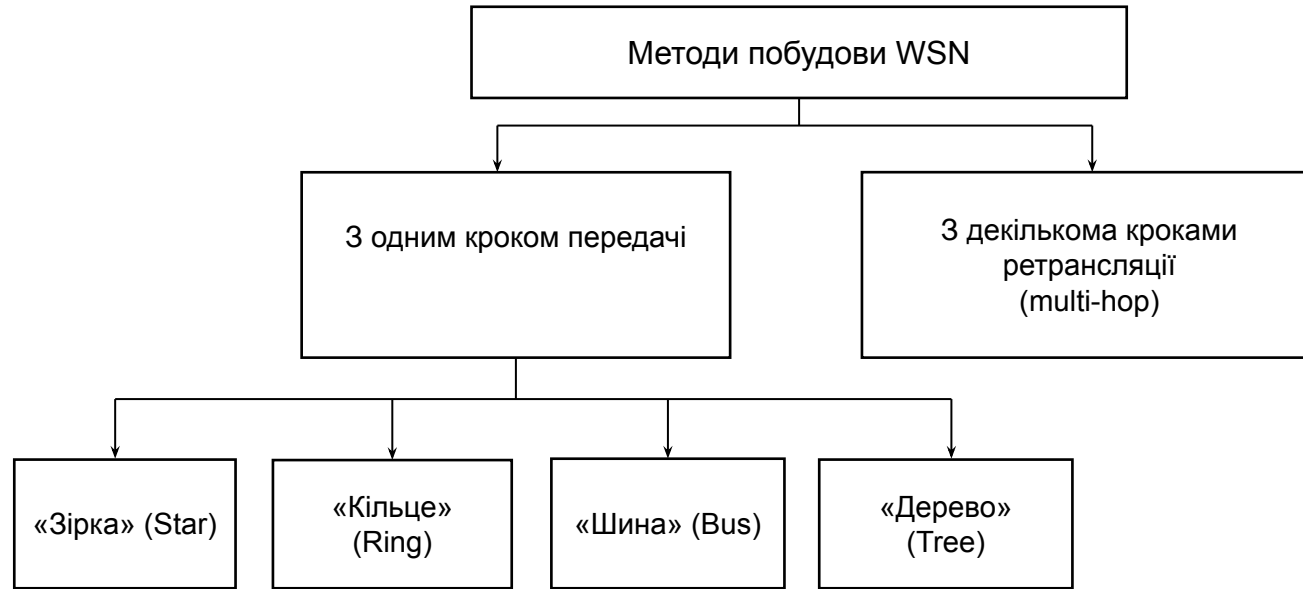 Методи побудови WSN
З одним кроком передачі
З декількома кроками
ретрансляції
(multi-hop)
«Зірка» (Star)
«Кільце»
(Ring)
«Шина» (Bus)
«Дерево»
(Tree)